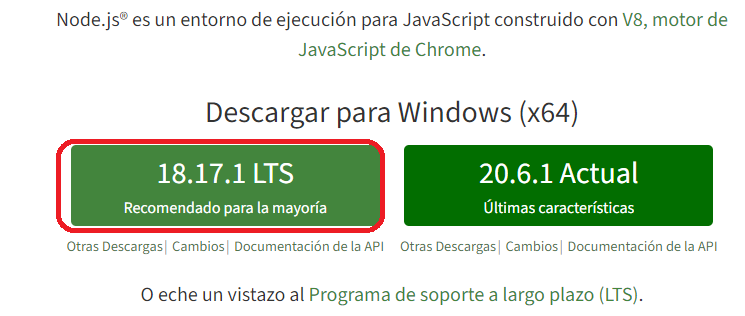 Node.js® es un entorno de ejecución para JavaScript construido con V8, motor de
JavaScript de Chrome.
Descargar para Windows (x64)
18.17.1 LTS
Recomendado para la mayoría
20.6.1 Actual
Últimas características
Otras Descargas| Cambios| Documentación de la API
Otras Descargas| Cambios| Documentación de la API
O eche un vistazo al Programa de soporte a largo plazo (LTS).